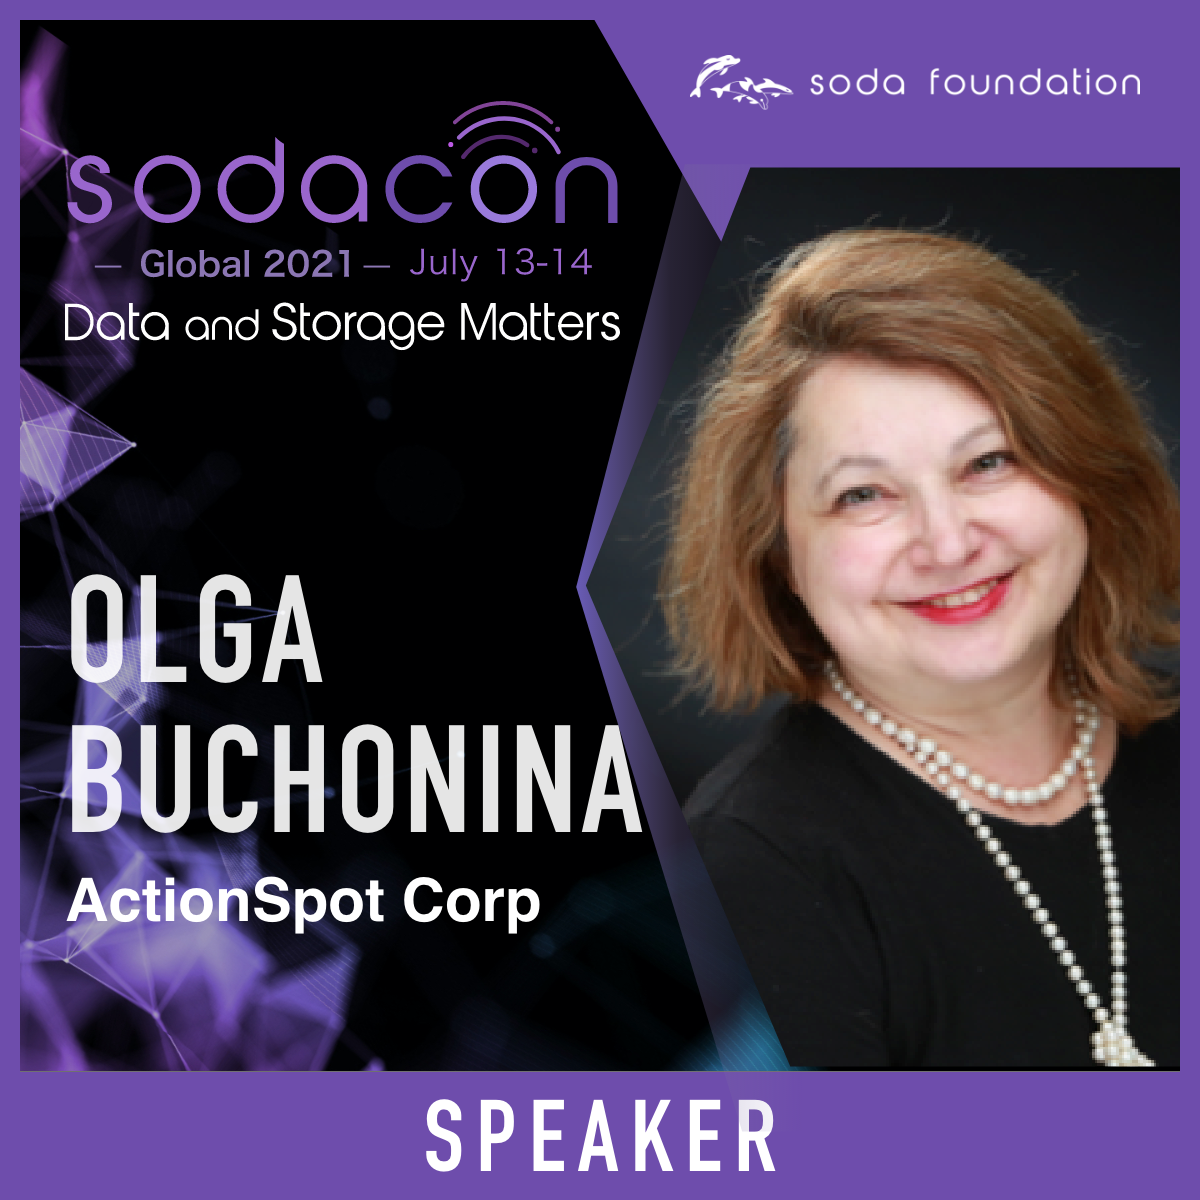 soda foundation
sodacon
— Global 2021 — July 13-14
Data and Storage Matters
OLGA
BUCHONINA
ActionSpot Corp
SPEAKER